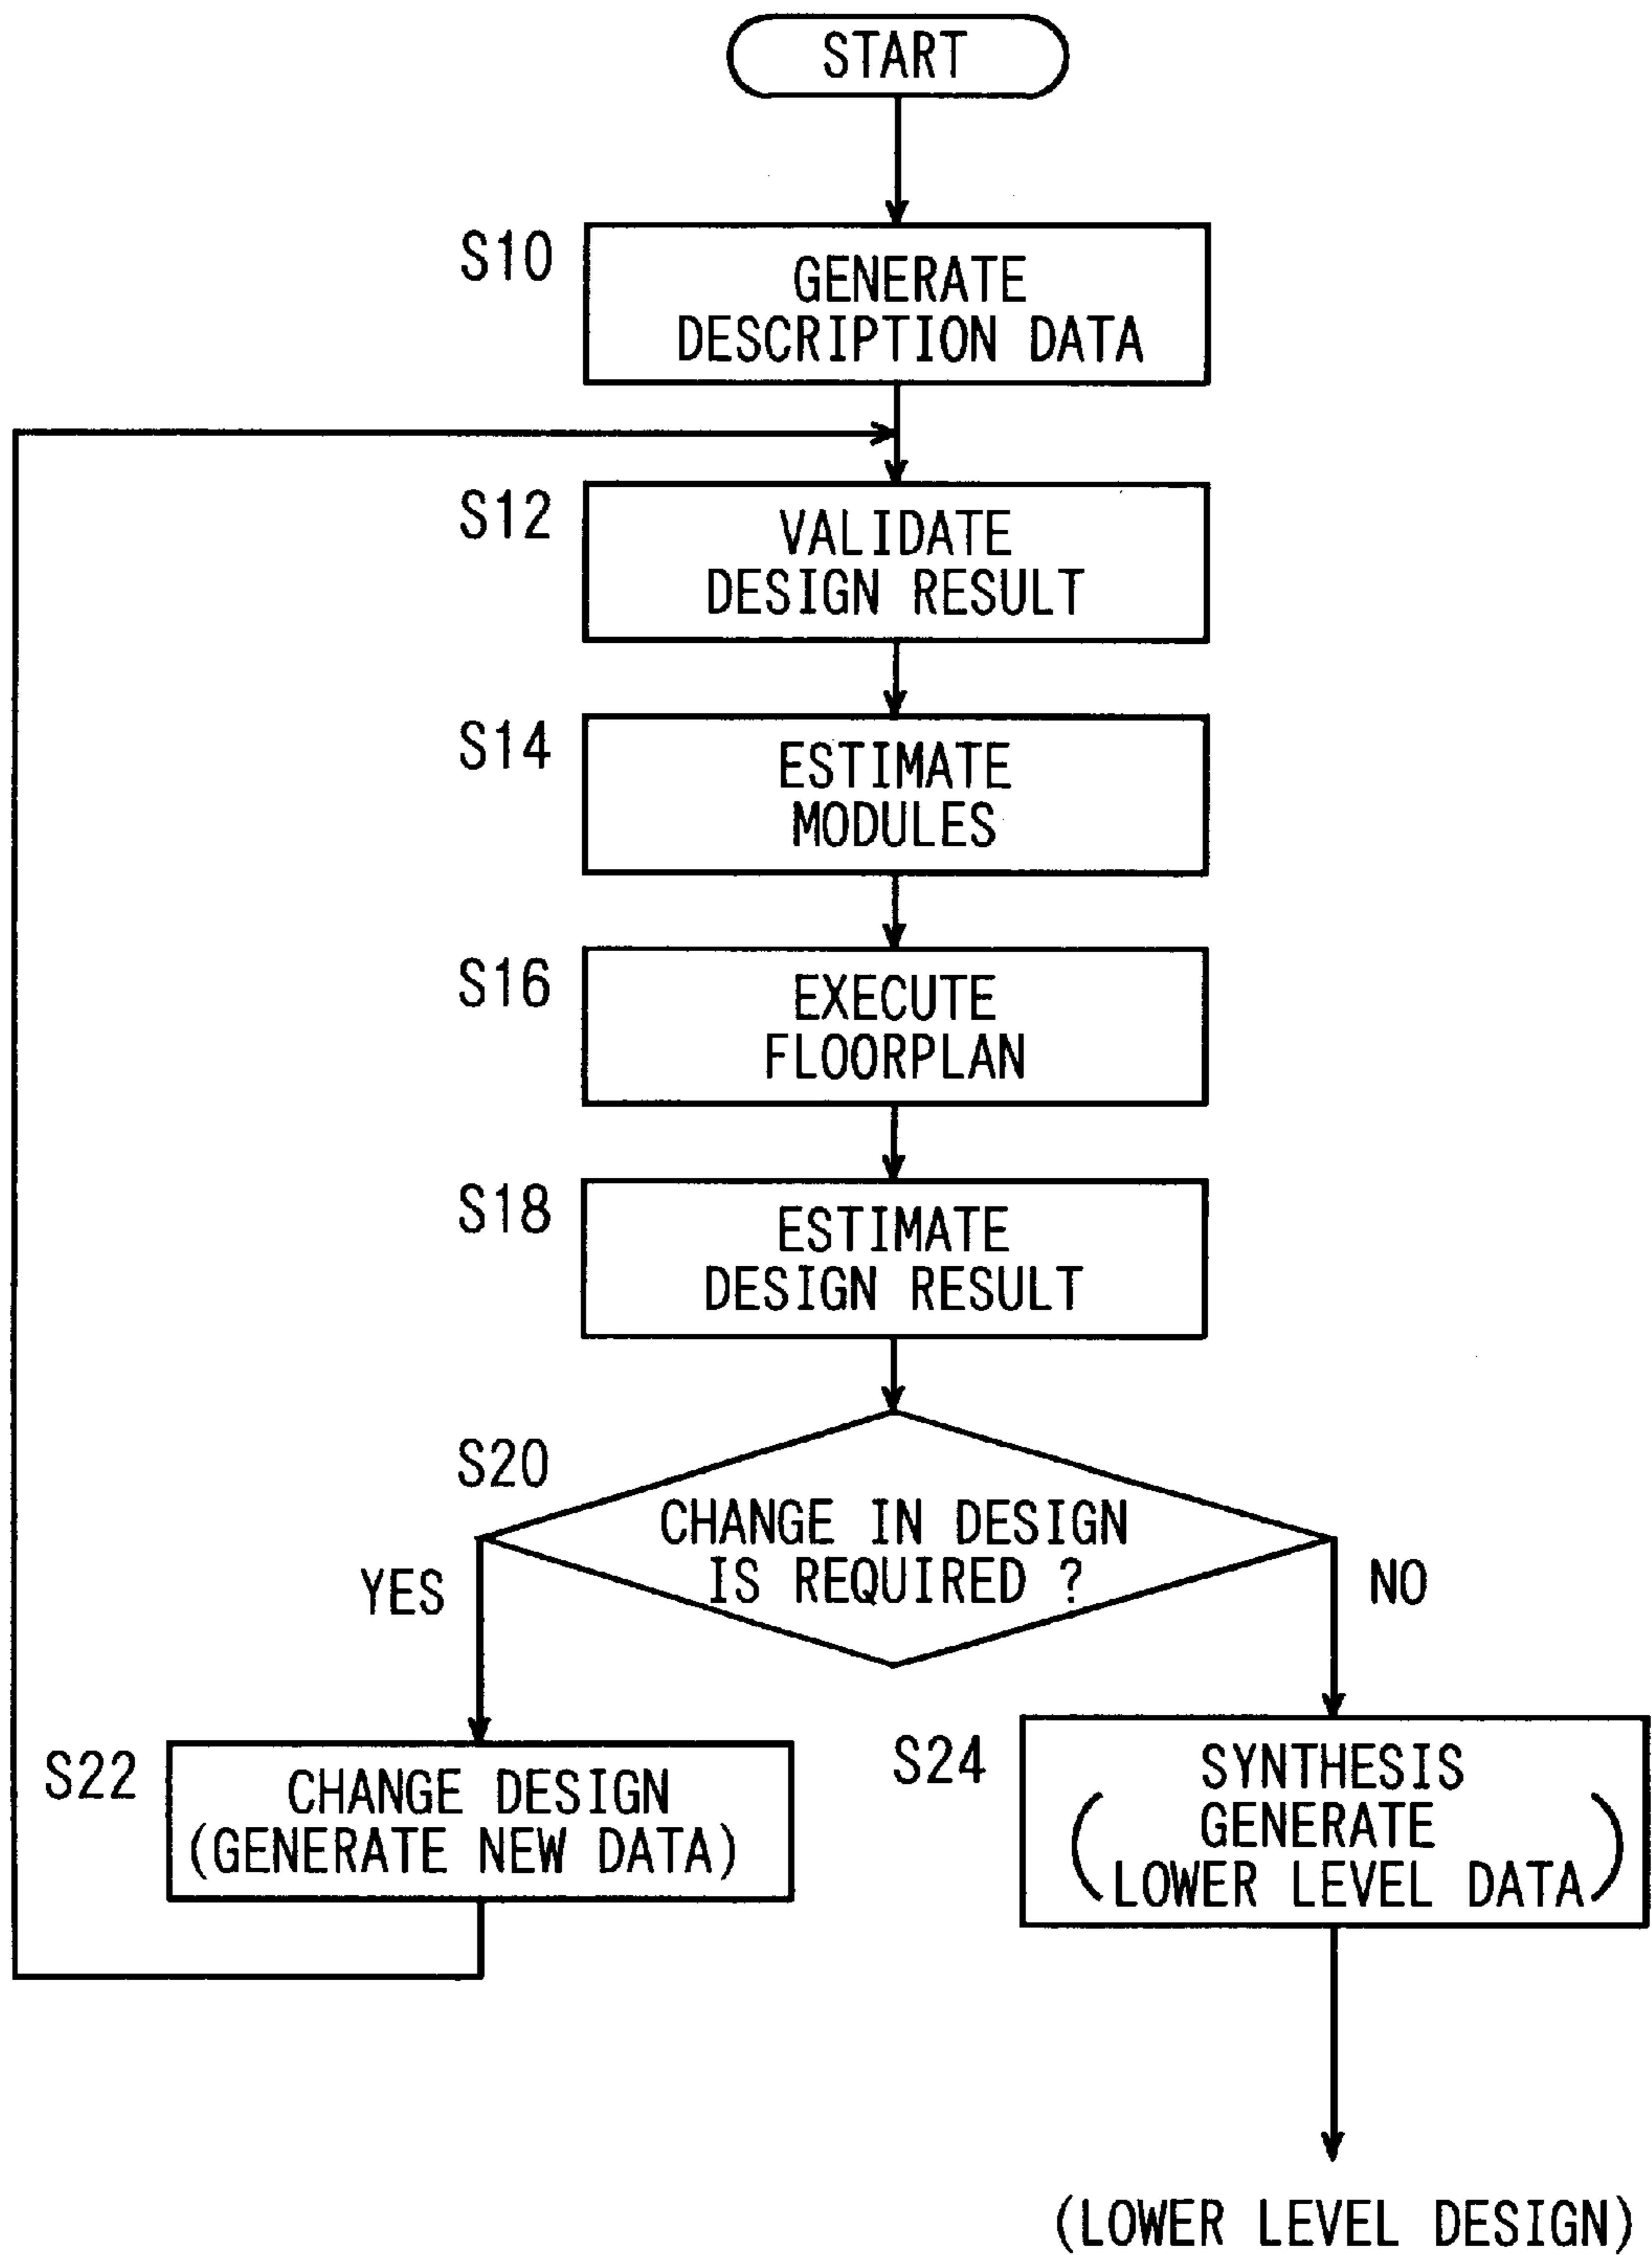 START
S10
GENERATE
DESCRIPTION DATA
S12
VALIDATE
DESIGN RESULT
S14
ESTIMATE
MODULES
S16
EXECUTE
FLOORPLAN
S18
ESTIMATE
DESIGN RESULT
S20
CHANGE IN DESIGN
IS REQUIRED ?
YES
NO
S22
CHANGE DESIGN
(GENERATE NEW DATA)
S24
SYNTHESIS
(GENERATE
LOWER LEVEL DATA)
(LOWER LEVEL DESIGN)